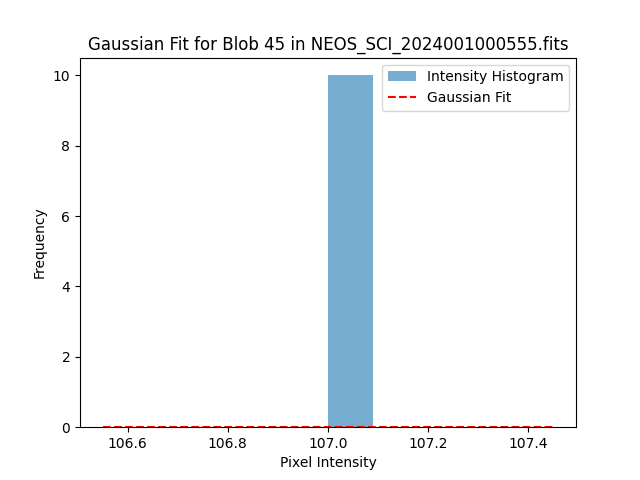 Gaussian Fit for Blob 45 in NEOS_SCI_2024001000555.fits
Intensity Histogram
Gaussian Fit
Frequency
10
8
6
4
2
0
106.6 106.8 107.0 107.2 107.4
Pixel Intensity